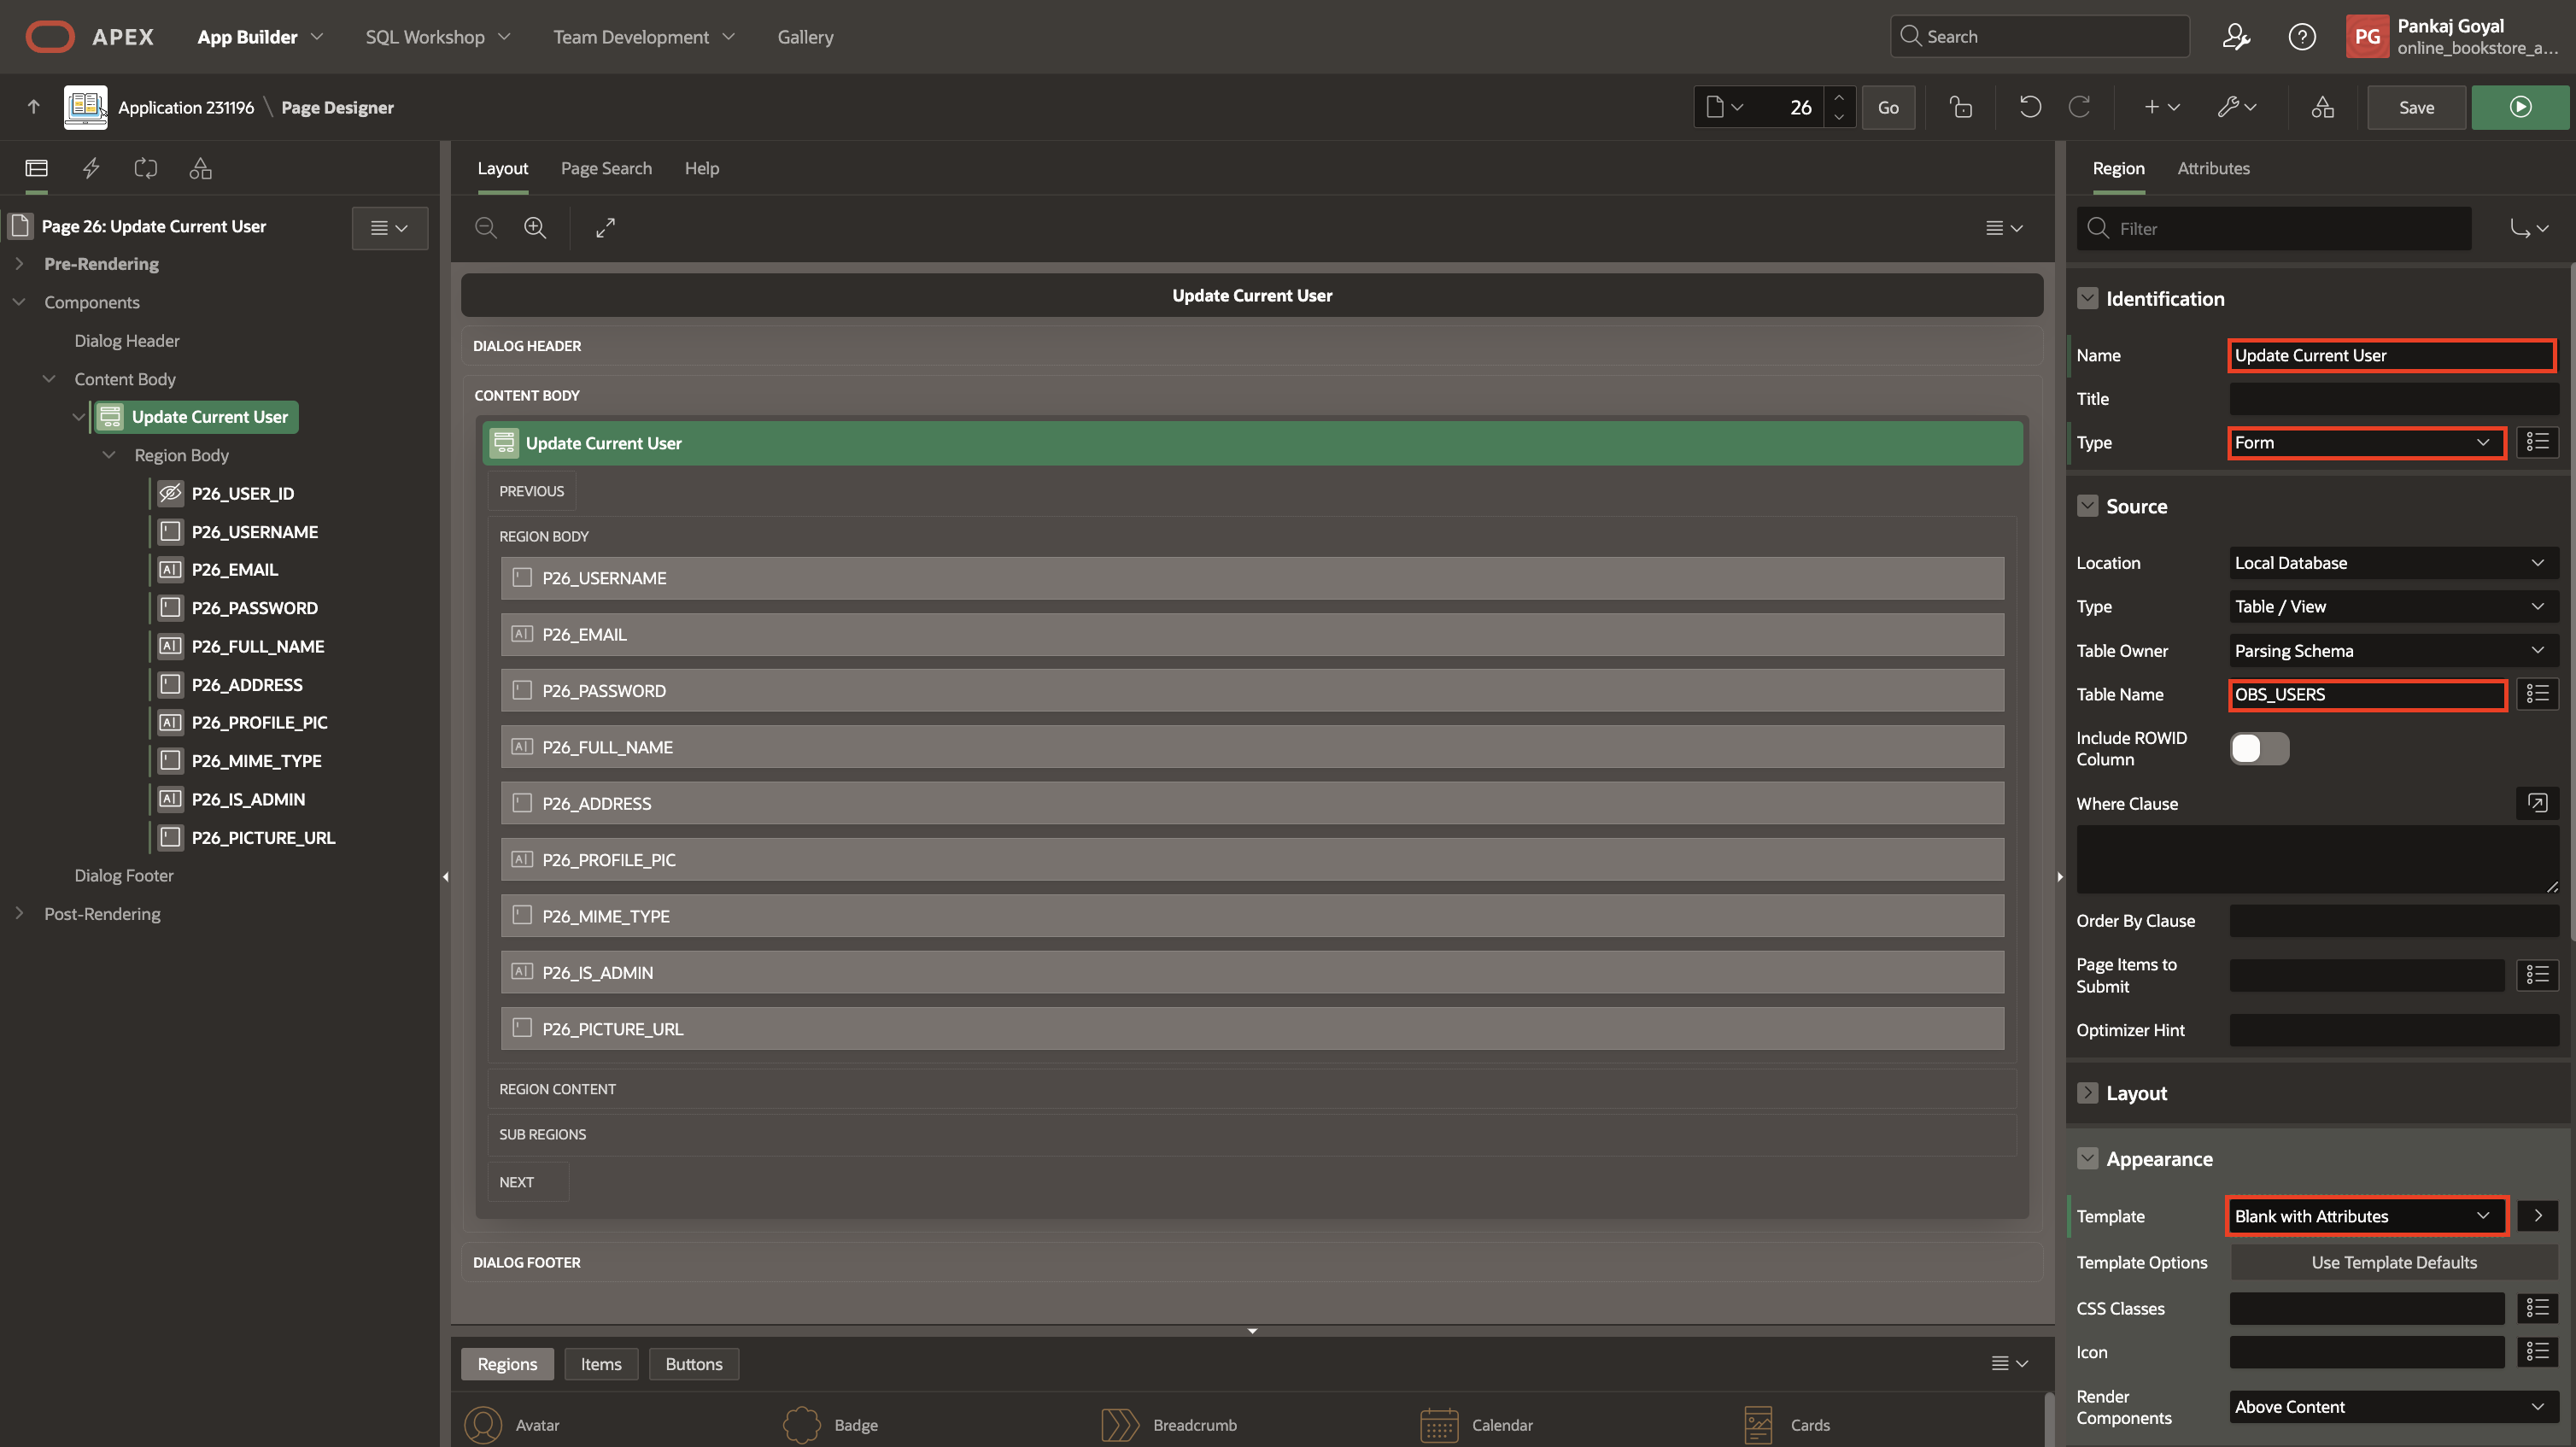 APEX App Builder SQL Workshop Team Development Gallery Search PG Pankaj Goyal
online_bookstore_a...
Application 231196 \ Page Designer 26 Go Save
Layout Page Search Help
Region Attributes
Page 26: Update Current User
Filter
Pre-Rendering
Components
Dialog Header
Content Body
Update Current User
Region Body
P26_USER_ID
P26_USERNAME
P26_EMAIL
P26_PASSWORD
P26_FULL_NAME
P26_ADDRESS
P26_PROFILE_PIC
P26_MIME_TYPE
P26_IS_ADMIN
P26_PICTURE_URL
Dialog Footer
Post-Rendering
Update Current User
DIALOG HEADER
CONTENT BODY
Update Current User
PREVIOUS
REGION BODY
P26_USERNAME
P26_EMAIL
P26_PASSWORD
P26_FULL_NAME
P26_ADDRESS
P26_PROFILE_PIC
P26_MIME_TYPE
P26_IS_ADMIN
P26_PICTURE_URL
REGION CONTENT
SUB REGIONS
NEXT
DIALOG FOOTER
Regions Items Buttons
Avatar Badge Breadcrumb Calendar Cards
Identification
Name Update Current User
Title
Type Form
Source
Location Local Database
Type Table / View
Table Owner Parsing Schema
Table Name OBS_USERS
Include ROWID
Column
Where Clause
Order By Clause
Page Items to
Submit
Optimizer Hint
Layout
Appearance
Template Blank with Attributes
Template Options Use Template Defaults
CSS Classes
Icon
Render
Components Above Content